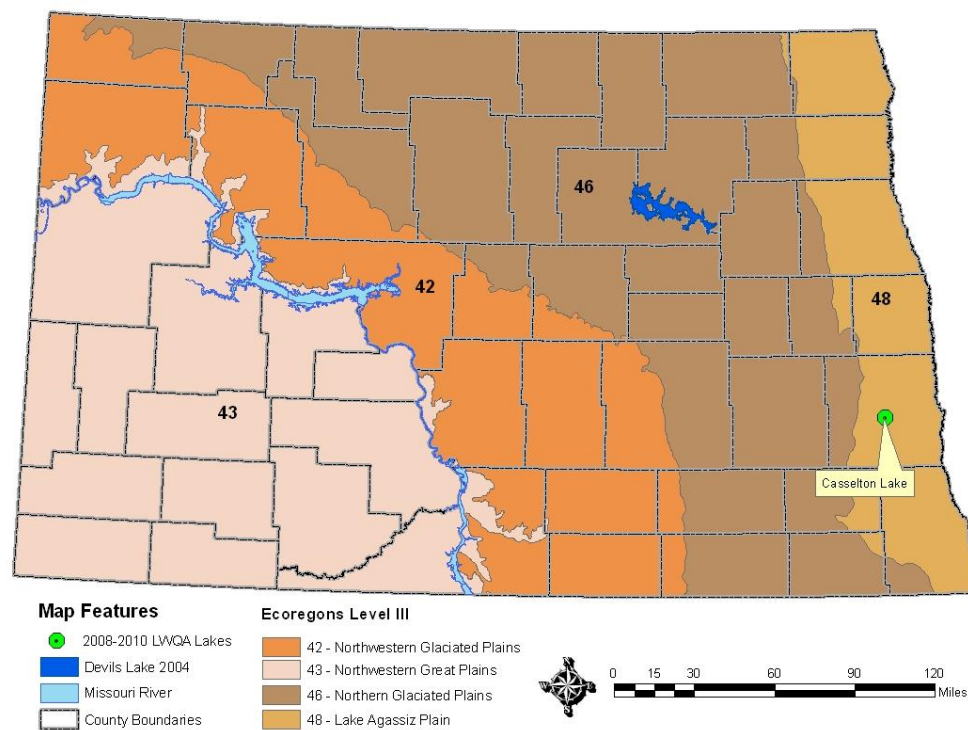 46
48
42
43
Casselton Lake
Map Features
2008-2010 LWQA Lakes
Devils Lake 2004
Missouri River
County Boundaries
Ecoregons Level III
42 - Northwestern Glaciated Plains
43 - Northwestern Great Plains
46 - Northern Glaciated Plains
48 - Lake Agassiz Plain
0 15 30 60 90 120
Miles